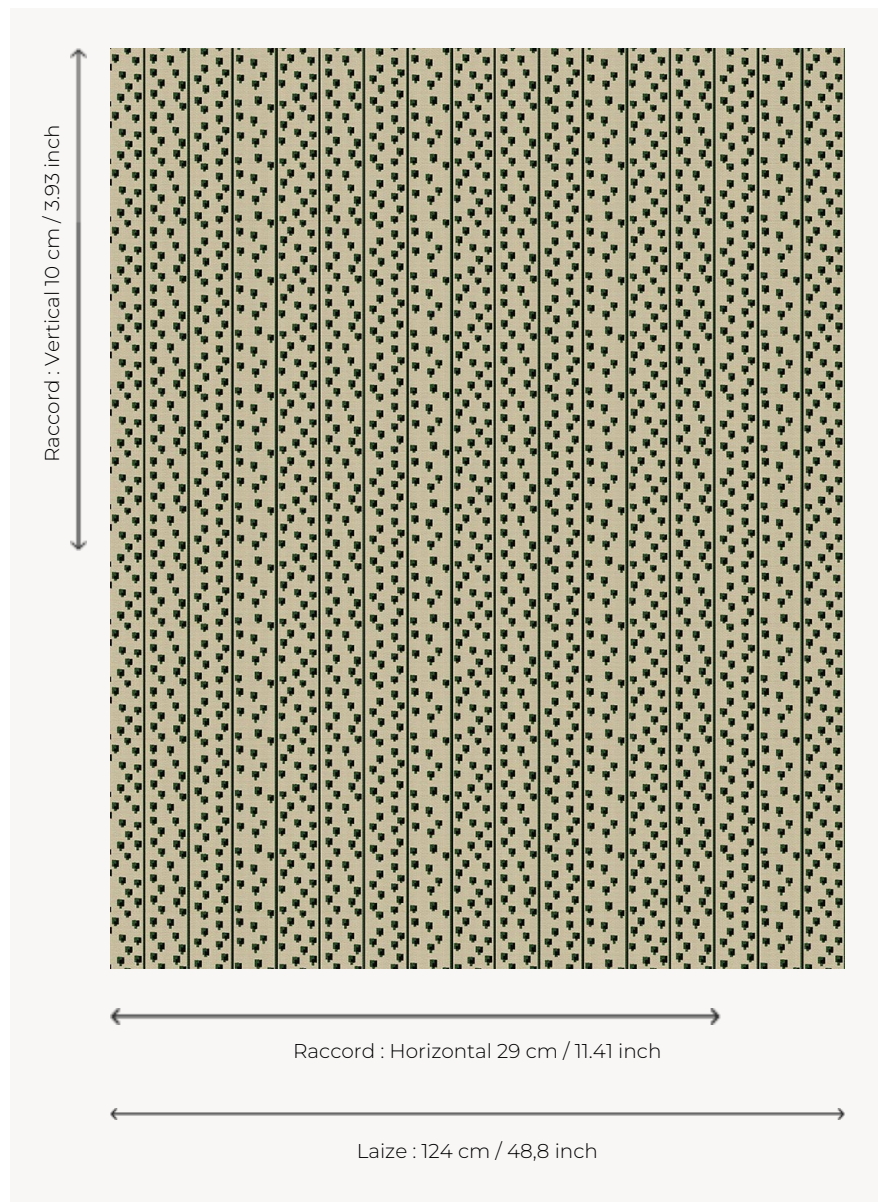 Raccord : Vertical 10 cm / 3.93 inch
Raccord : Horizontal 29 cm / 11.41 inch
Laize : 124 cm / 48,8 inch